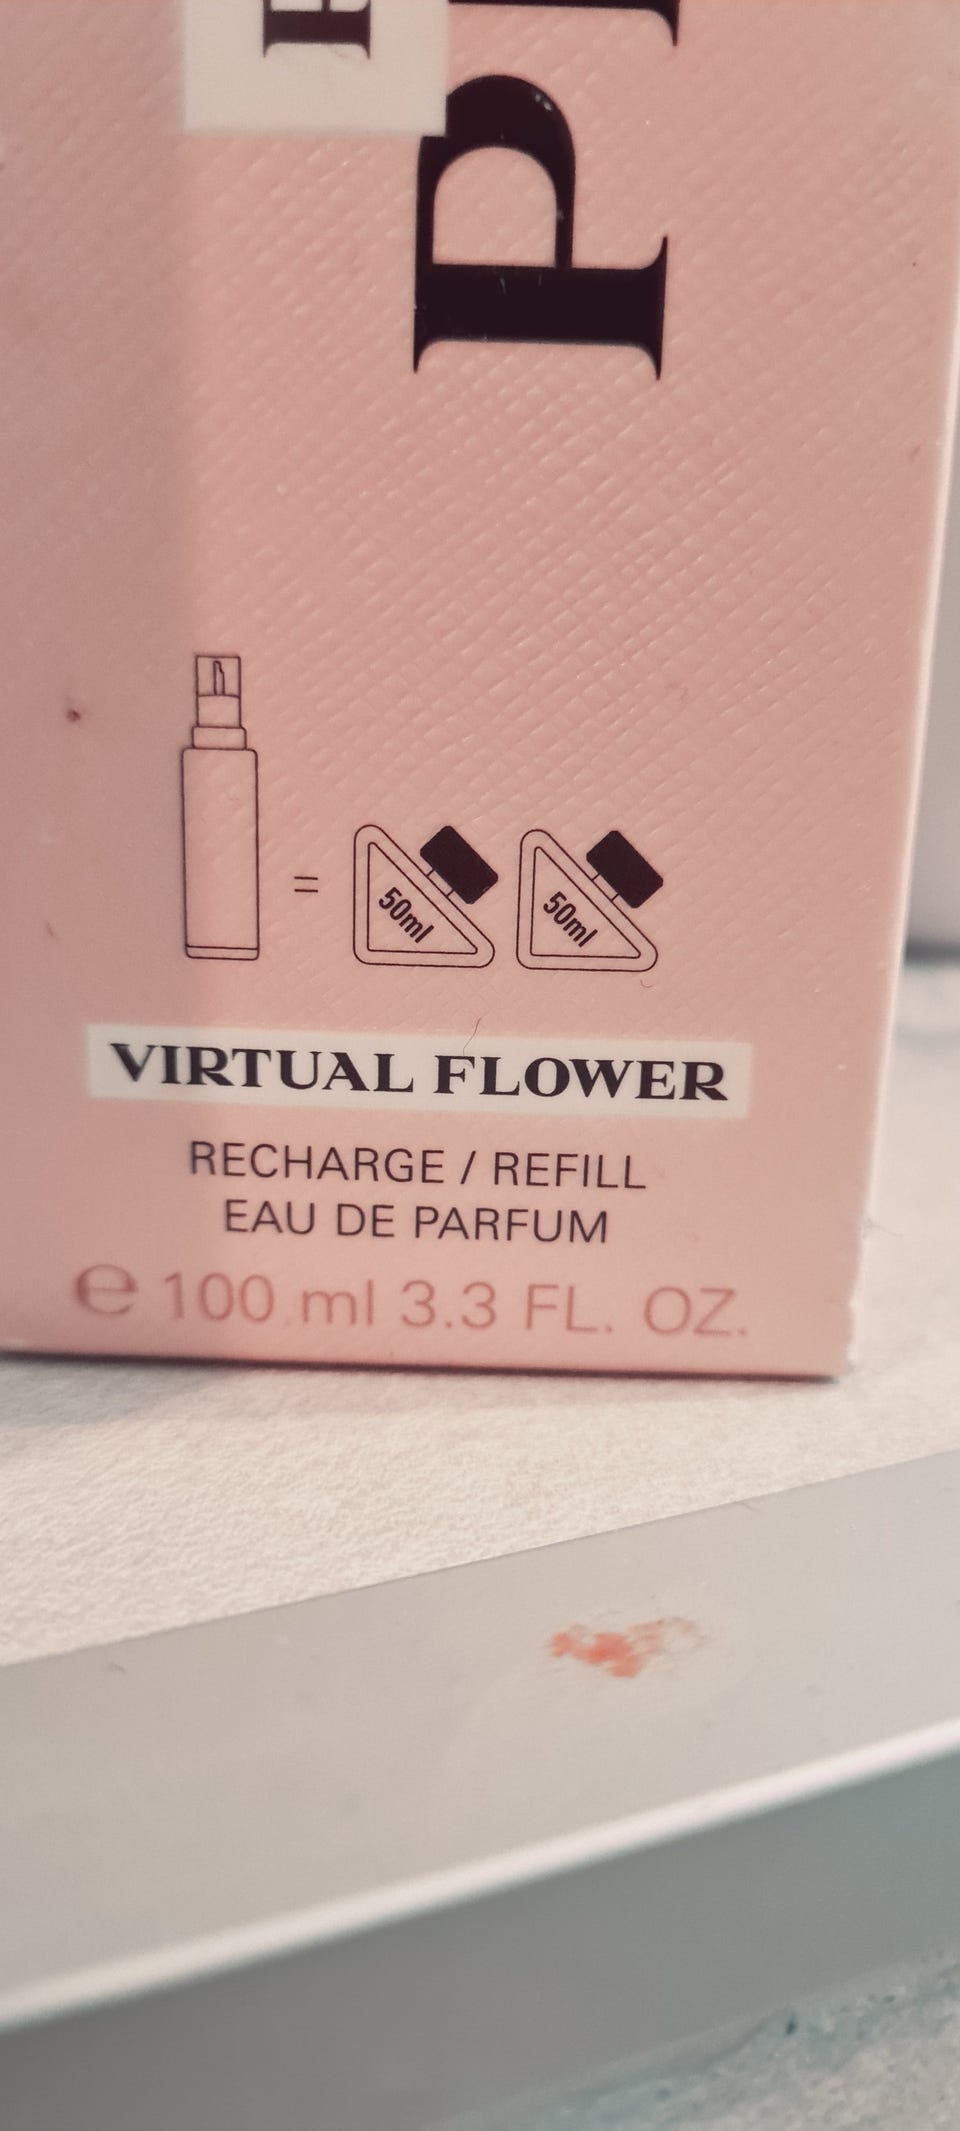 P
=
50ml
50ml
VIRTUAL FLOWER
RECHARGE / REFILL
EAU DE PARFUM
e 100 ml 3.3 FL. OZ.